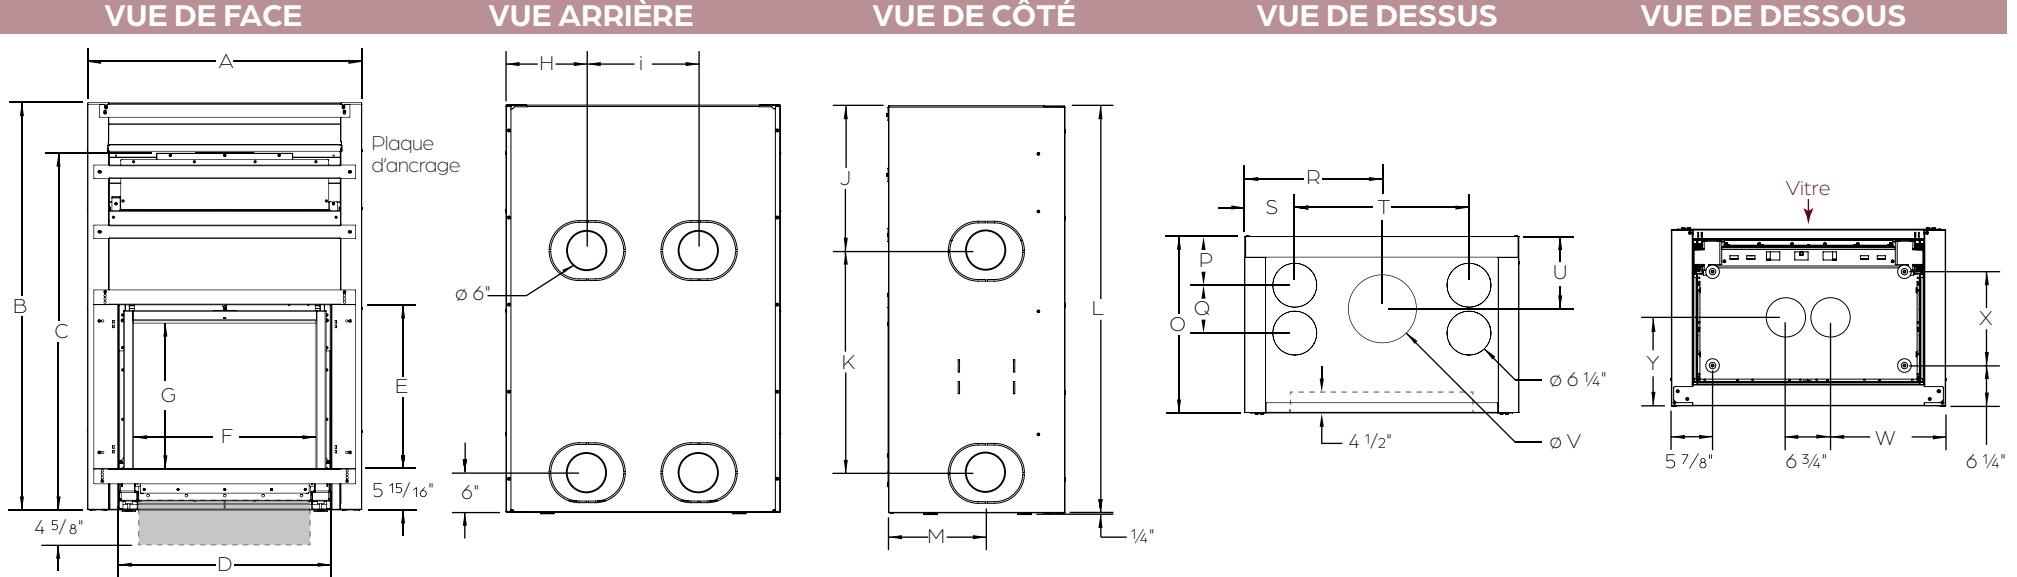 VUE DE FACE
VUE ARRIÈRE
VUE DE CÔTÉ
VUE DE DESSUS
VUE DE DESSOUS
A
Plaque
d'ancrage
B
C
G
E
F
5 15/16"
4 5/8"
D
H
i
ø 6"
6"
J
K
L
M
1/4"
R
S
T
P
Q
O
U
ø 6 1/4"
4 1/2"
ø V
Vitre
X
Y
W
5 7/8"
6 3/4"
6 1/4"